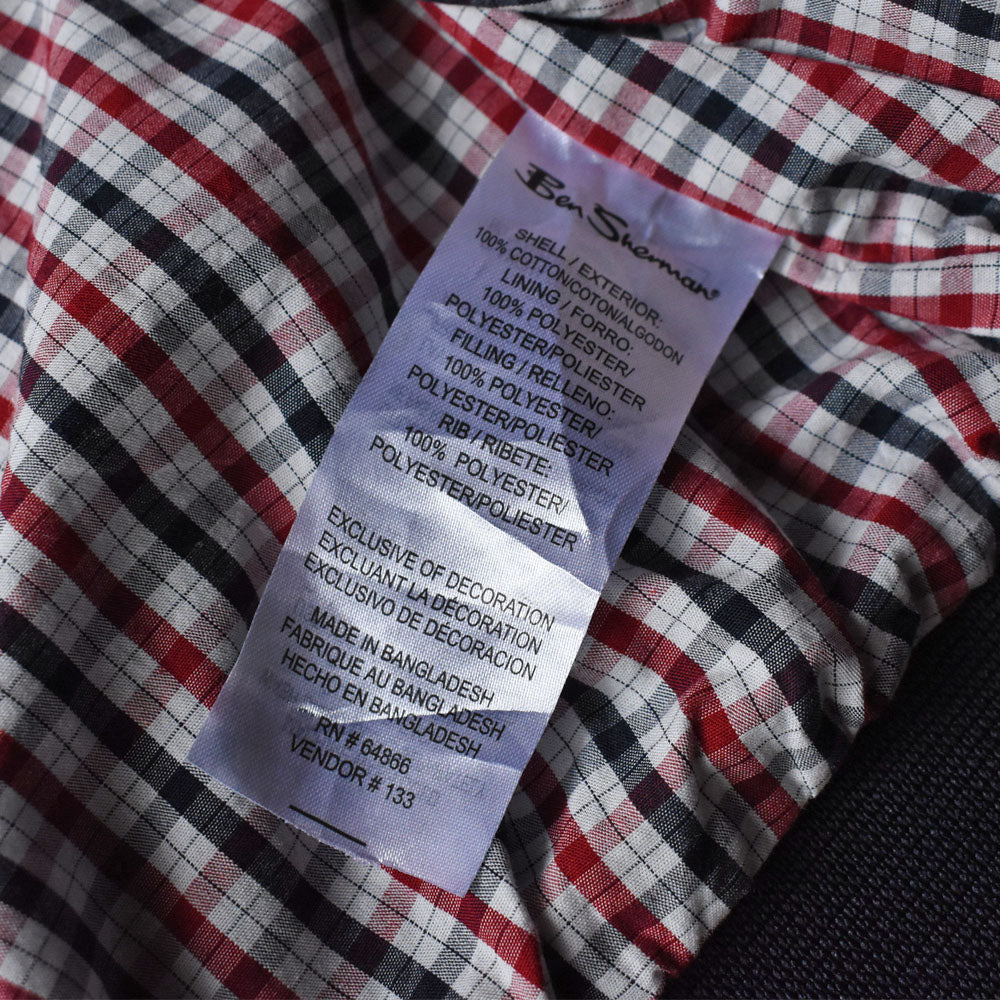 Ben Sherman®
SHELL / EXTERIOR:
100% COTTON/COTON/ALGODON
LINING / FORRO:
100% POLYESTER/
POLYESTER/POLIESTER
FILLING / RELLENO:
100% POLYESTER/
POLYESTER/POLIESTER
RIB / RIBETE:
100% POLYESTER/
POLYESTER/POLIESTER
EXCLUSIVE OF DECORATION
EXCLUANT LA DECORATION
EXCLUSIVO DE DECORACION
MADE IN BANGLADESH
FABRIQUE AU BANGLADESH
HECHO EN BANGLADESH
RN # 64866
VENDOR # 133